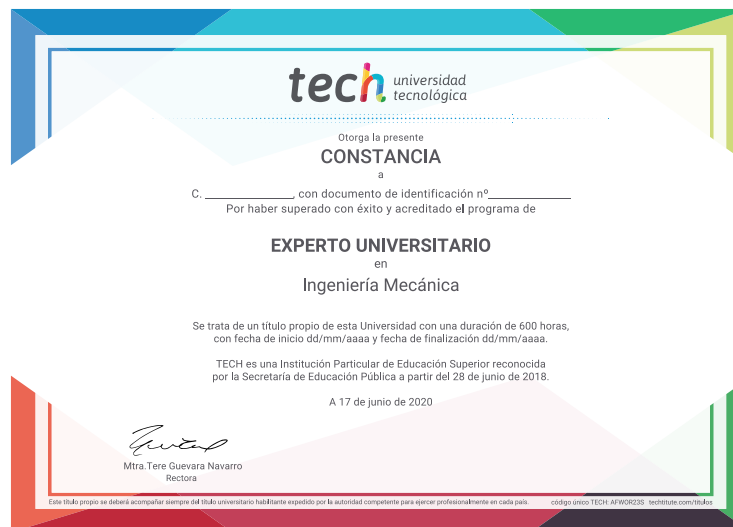 tech universidad
tecnológica
Otorga la presente
CONSTANCIA
a
C. ______________, con documento de identificación nº______________
Por haber superado con éxito y acreditado el programa de
EXPERTO UNIVERSITARIO
en
Ingeniería Mecánica
Se trata de un título propio de esta Universidad con una duración de 600 horas,
con fecha de inicio dd/mm/aaaa y fecha de finalización dd/mm/aaaa.
TECH es una Institución Particular de Educación Superior reconocida
por la Secretaría de Educación Pública a partir del 28 de junio de 2018.
A 17 de junio de 2020
Mtra.Tere Guevara Navarro
Rectora
Este título propio se deberá acompañar siempre del título universitario habilitante expedido por la autoridad competente para ejercer profesionalmente en cada país. código único TECH: AFWOR23S techtitute.com/titulos